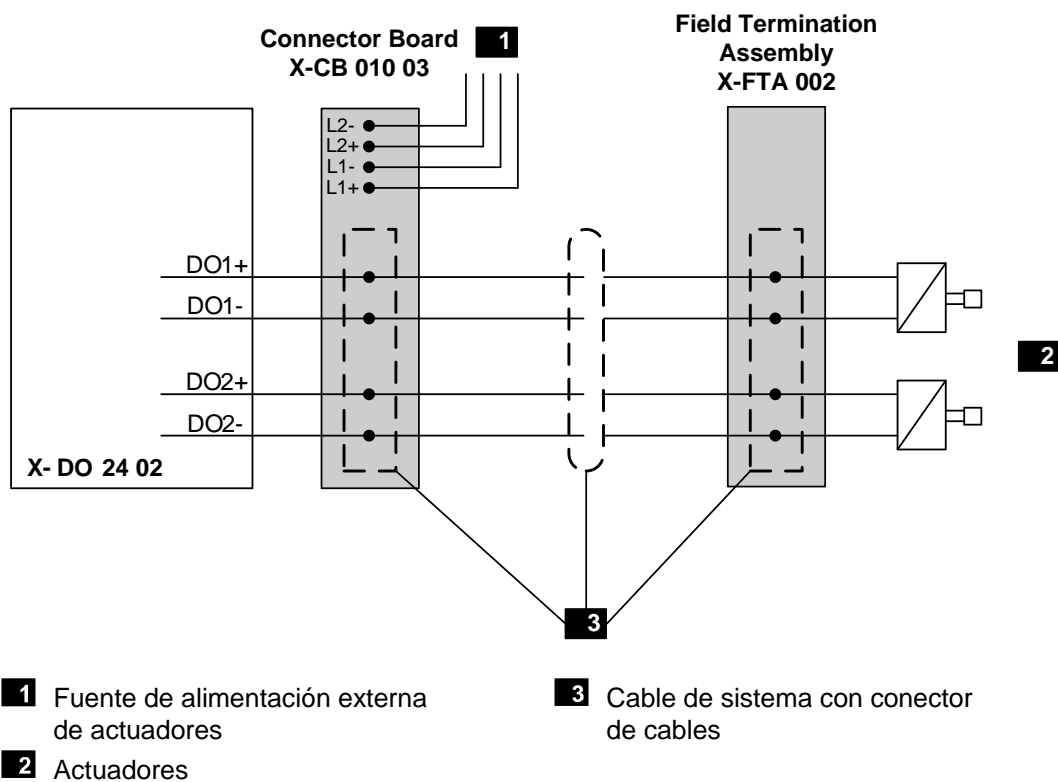 Connector Board 1
X-CB 010 03
Field Termination
Assembly
X-FTA 002
L2-
L2+
L1-
L1+
DO1+
DO1-
DO2+
DO2-
X- DO 24 02
2
3
1 Fuente de alimentación externa
de actuadores
2 Actuadores
3 Cable de sistema con conector
de cables